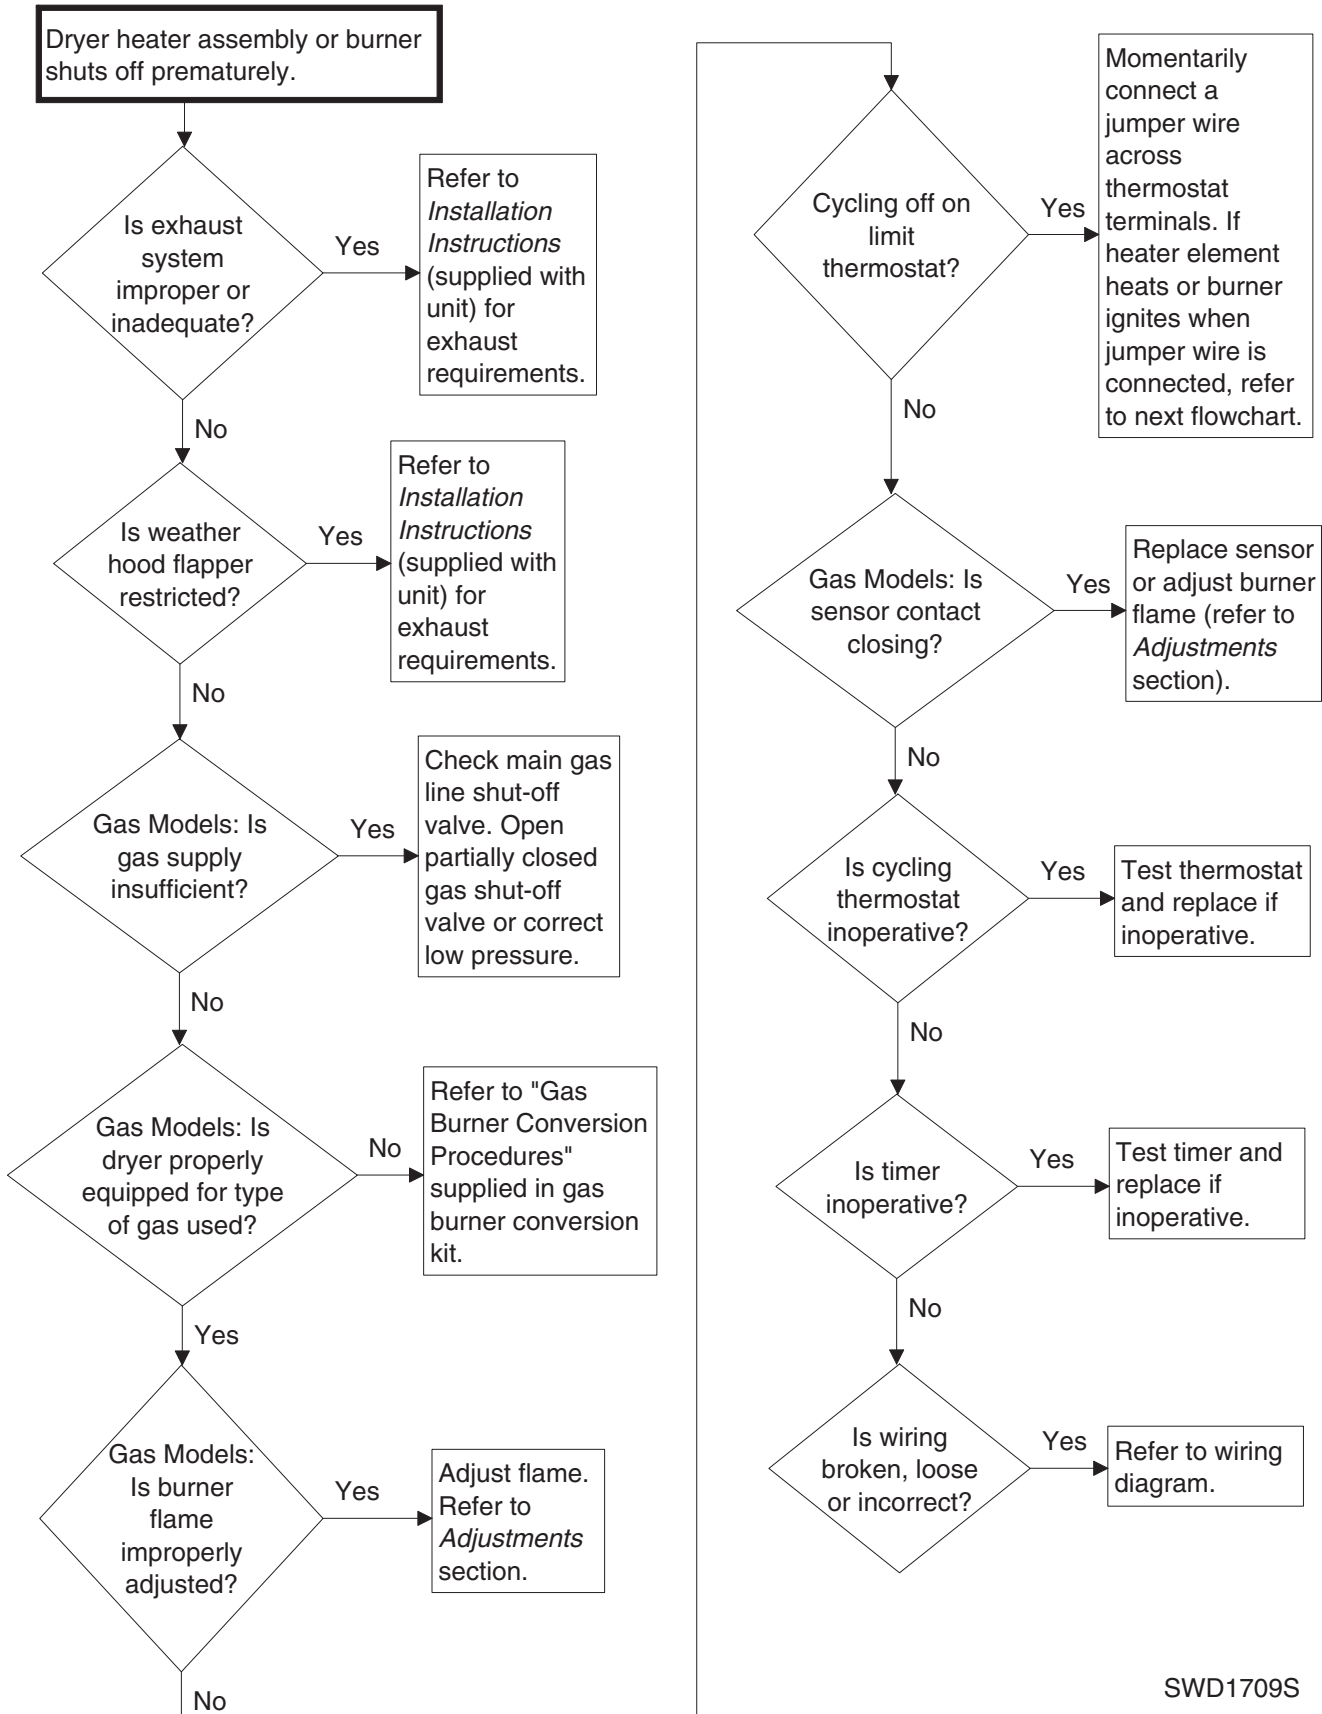 Dryer heater assembly or burner
shuts off prematurely.
Is exhaust
system
improper or
inadequate?
Yes
Refer to
Installation
Instructions
(supplied with
unit) for
exhaust
requirements.
No
Is weather
hood flapper
restricted?
Yes
Refer to
Installation
Instructions
(supplied with
unit) for
exhaust
requirements.
No
Gas Models: Is
gas supply
insufficient?
Yes
Check main gas
line shut-off
valve. Open
partially closed
gas shut-off
valve or correct
low pressure.
No
Gas Models: Is
dryer properly
equipped for type
of gas used?
No
Refer to "Gas
Burner Conversion
Procedures"
supplied in gas
burner conversion
kit.
Yes
Gas Models:
Is burner
flame
improperly
adjusted?
Yes
Adjust flame.
Refer to
Adjustments
section.
No
Cycling off on
limit
thermostat?
Yes
Momentarily
connect a
jumper wire
across
thermostat
terminals. If
heater element
heats or burner
ignites when
jumper wire is
connected, refer
to next flowchart.
No
Gas Models: Is
sensor contact
closing?
Yes
Replace sensor
or adjust burner
flame (refer to
Adjustments
section).
No
Is cycling
thermostat
inoperative?
Yes
Test thermostat
and replace if
inoperative.
No
Is timer
inoperative?
Yes
Test timer and
replace if
inoperative.
No
Is wiring
broken, loose
or incorrect?
Yes
Refer to wiring
diagram.
SWD1709S